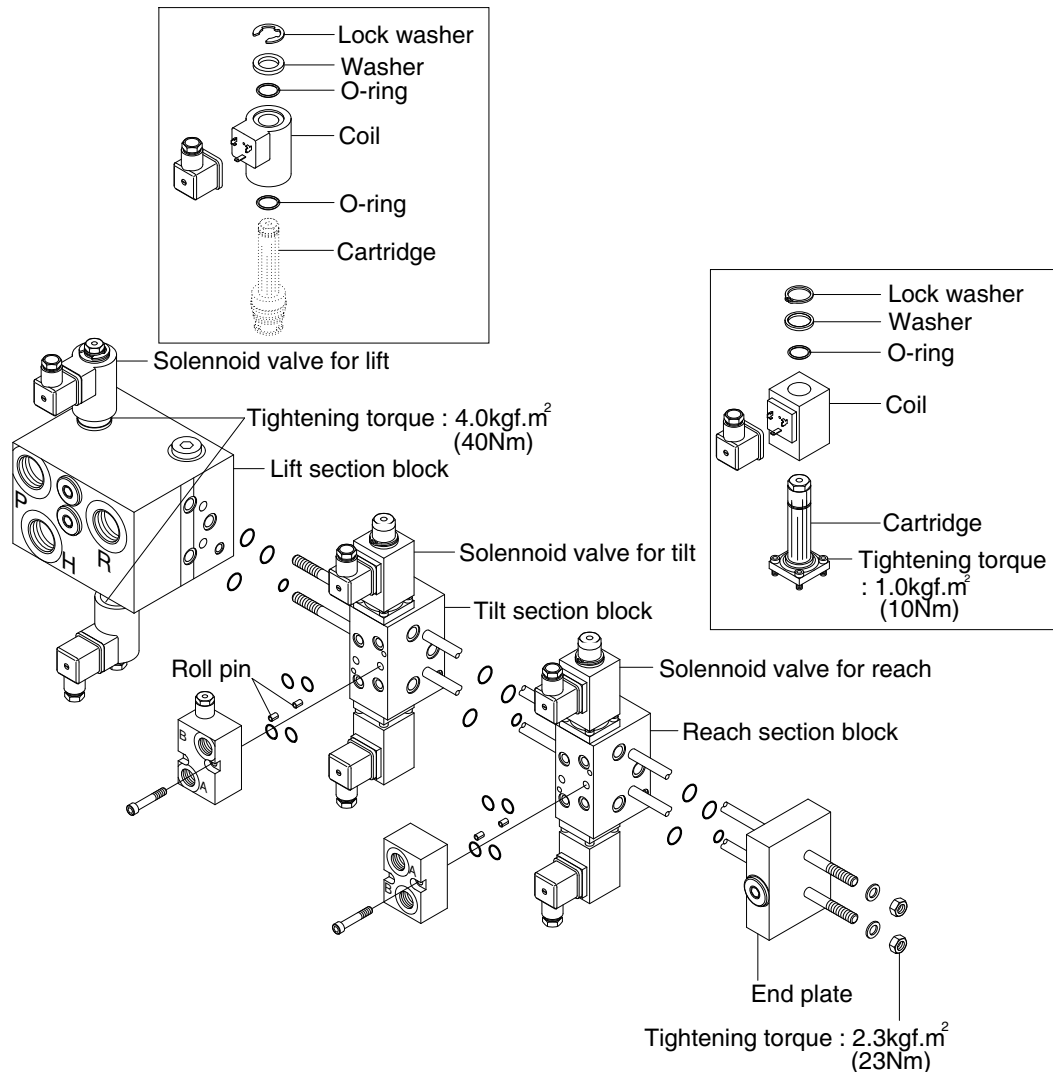 Lock washer
Washer
O-ring
Coil
O-ring
Cartridge
Solennoid valve for lift
Tightening torque : 4.0kgf.m²
(40Nm)
Lift section block
P
H
R
Lock washer
Washer
O-ring
Coil
Cartridge
Tightening torque
: 1.0kgf.m²
(10Nm)
Solennoid valve for tilt
Tilt section block
Roll pin
B
A
Solennoid valve for reach
Reach section block
A
B
End plate
Tightening torque : 2.3kgf.m²
(23Nm)